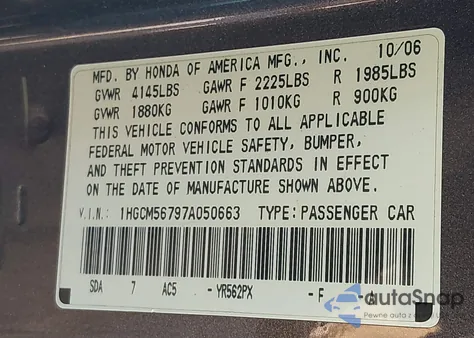 MFD. BY HONDA OF AMERICA MFG., INC. 10/06
GVWR 4145LBS GAWR F 2225LBS R 1985LBS
GVWR 1880KG GAWR F 1010KG R 900KG
THIS VEHICLE CONFORMS TO ALL APPLICABLE
FEDERAL MOTOR VEHICLE SAFETY, BUMPER,
AND THEFT PREVENTION STANDARDS IN EFFECT
ON THE DATE OF MANUFACTURE SHOWN ABOVE.
V.I.N.: 1HGCM56797A050663 TYPE: PASSENGER CAR
SDA 7 AC5 - YR562PX - F -
autoSnap
Pewne auta z